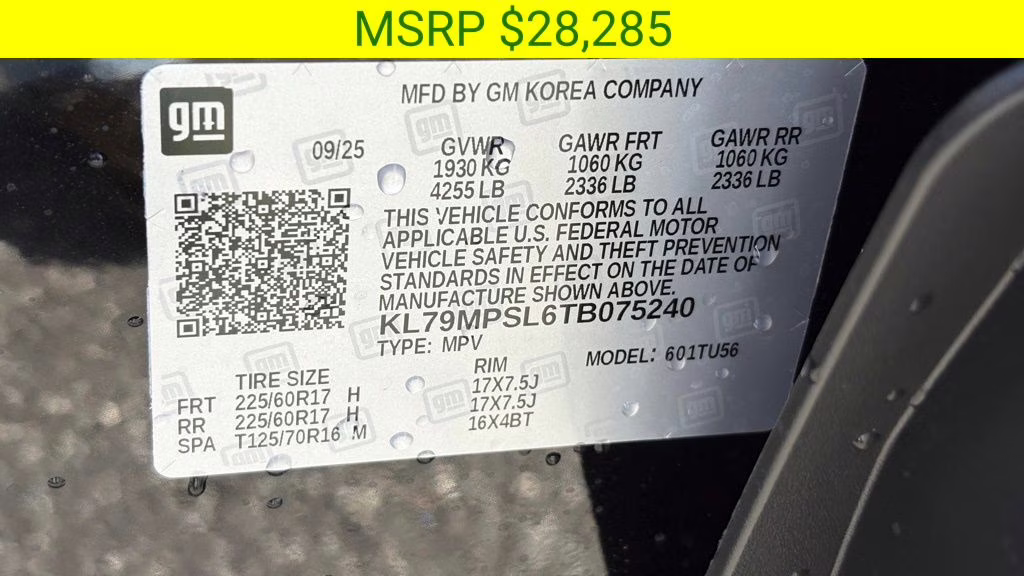 MSRP $28,285
gm
MFD BY GM KOREA COMPANY
09/25 GVWR GAWR FRT GAWR RR
1930 KG 1060 KG 1060 KG
4255 LB 2336 LB 2336 LB
THIS VEHICLE CONFORMS TO ALL
APPLICABLE U.S. FEDERAL MOTOR
VEHICLE SAFETY AND THEFT PREVENTION
STANDARDS IN EFFECT ON THE DATE OF
MANUFACTURE SHOWN ABOVE.
KL79MPSL6TB075240
TYPE: MPV MODEL: 601TU56
TIRE SIZE RIM
FRT 225/60R17 H 17X7.5J
RR 225/60R17 H 17X7.5J
SPA T125/70R16 M 16X4BT